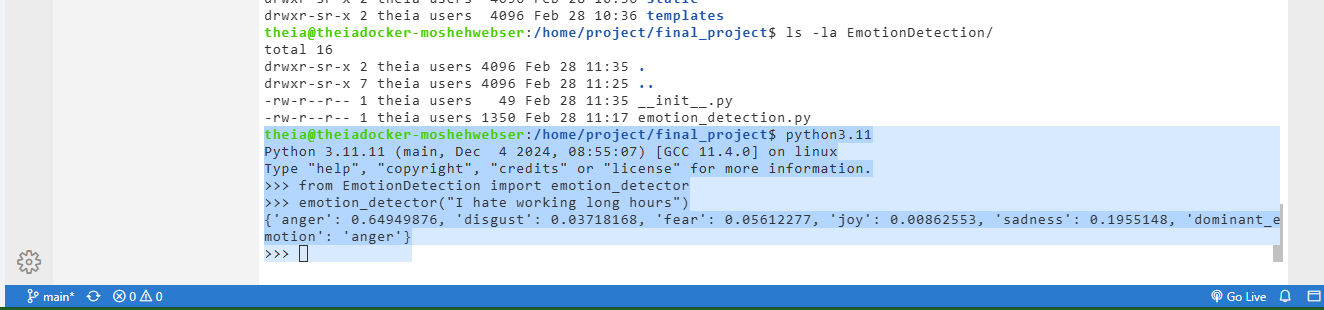 drwxr-sr-x 2 theia users  4096 Feb 28 10:36 static
drwxr-sr-x 2 theia users  4096 Feb 28 10:36 templates
theia@theiadocker-moshehwebser:/home/project/final_project$ ls -la EmotionDetection/
total 16
drwxr-sr-x 2 theia users 4096 Feb 28 11:35 .
drwxr-sr-x 7 theia users 4096 Feb 28 11:25 ..
-rw-r--r-- 1 theia users   49 Feb 28 11:35 __init__.py
-rw-r--r-- 1 theia users 1350 Feb 28 11:17 emotion_detection.py
theia@theiadocker-moshehwebser:/home/project/final_project$ python3.11
Python 3.11.11 (main, Dec  4 2024, 08:55:07) [GCC 11.4.0] on linux
Type "help", "copyright", "credits" or "license" for more information.
>>> from EmotionDetection import emotion_detector
>>> emotion_detector("I hate working long hours")
{'anger': 0.64949876, 'disgust': 0.03718168, 'fear': 0.05612277, 'joy': 0.00862553, 'sadness': 0.1955148, 'dominant_e
motion': 'anger'}
>>>
main* 0 0 Go Live